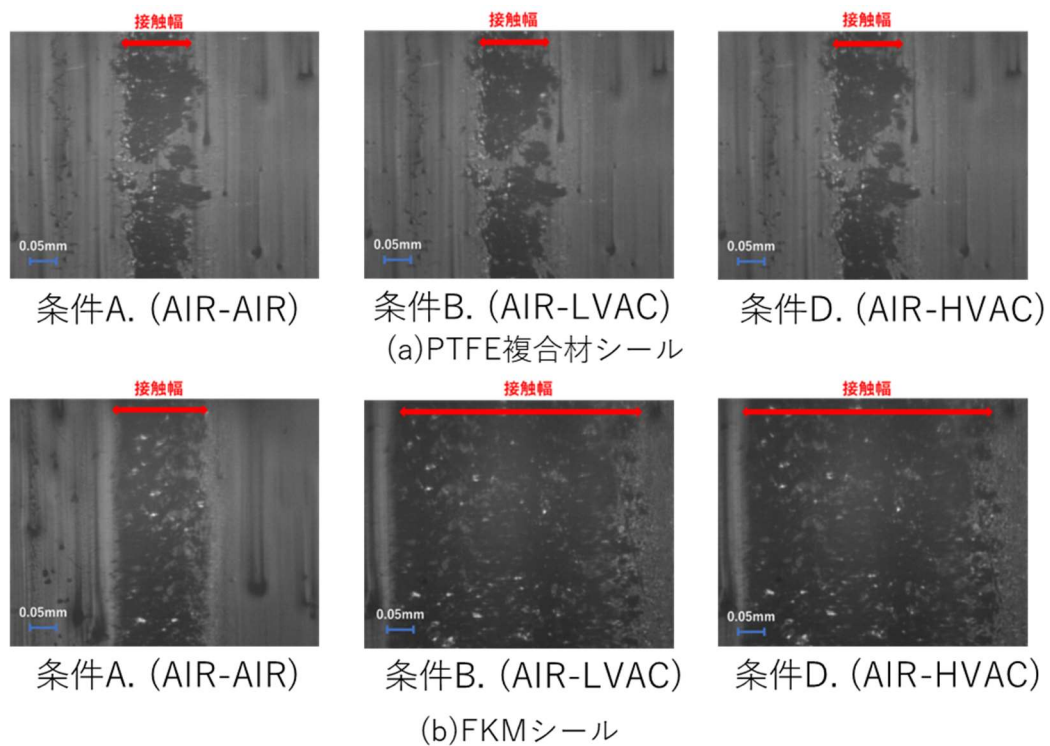 接触幅
接触幅
接触幅
0.05mm
0.05mm
0.05mm
条件A. (AIR-AIR)
条件B. (AIR-LVAC)
条件D. (AIR-HVAC)
(a)PTFE複合材シール
接触幅
接触幅
接触幅
0.05mm
0.05mm
0.05mm
条件A. (AIR-AIR)
条件B. (AIR-LVAC)
条件D. (AIR-HVAC)
(b)FKMシール